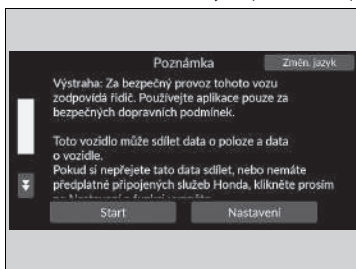 Poznámka
Změn. jazyk
Výstraha: Za bezpečný provoz tohoto vozu
zodpovídá řidič. Používejte aplikace pouze za
bezpečných dopravních podmínek.
Toto vozidlo může sdílet data o poloze a data
o vozidle.
Pokud si nepřejete tato data sdílet, nebo nemáte
předplatné připojených služeb Honda, klikněte prosím
Start
Nastavení